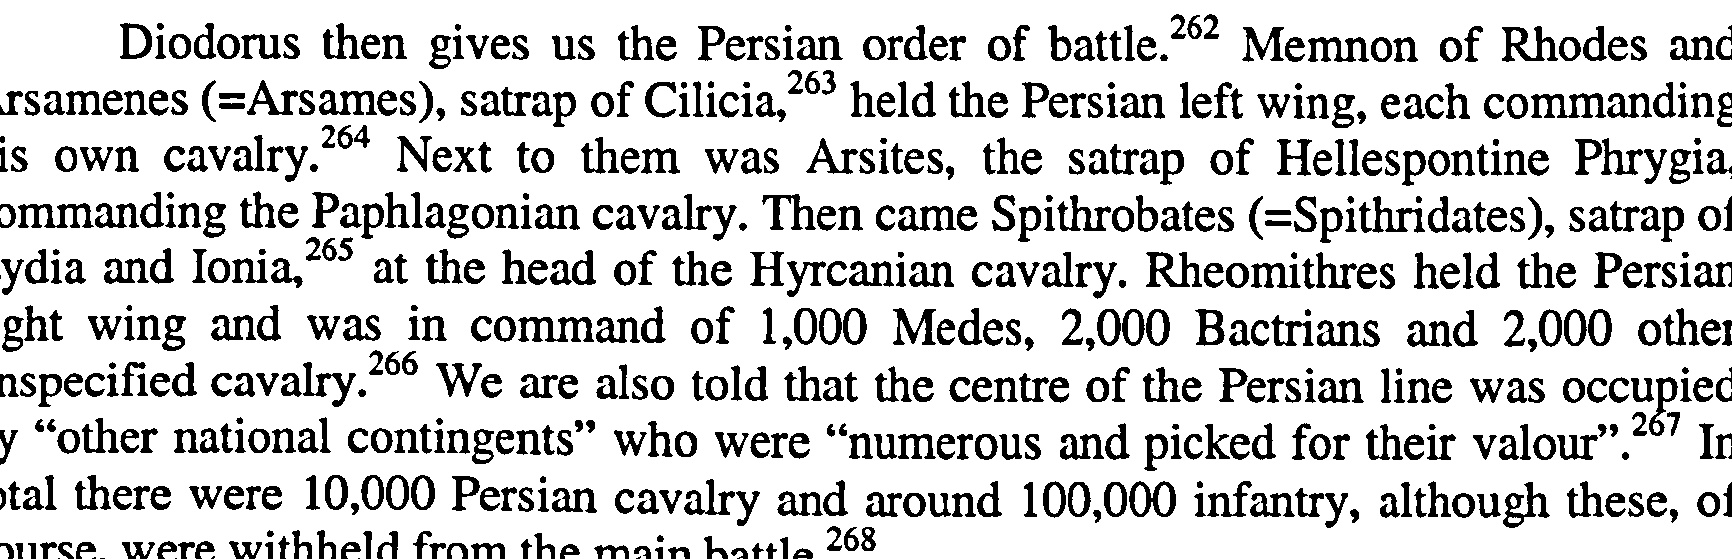 Diodorus then gives us the Persian order of battle.262 Memnon of Rhodes and
rsamenes (=Arsames), satrap of Cilicia,263 held the Persian left wing, each commanding
is own cavalry.264 Next to them was Arsites, the satrap of Hellespontine Phrygia,
ommanding the Paphlagonian cavalry. Then came Spithrobates (=Spithridates), satrap of
ydia and Ionia,265 at the head of the Hyrcanian cavalry. Rheomithres held the Persian
ght wing and was in command of 1,000 Medes, 2,000 Bactrians and 2,000 other
nspecified cavalry.266 We are also told that the centre of the Persian line was occupied
y “other national contingents” who were “numerous and picked for their valour”.267 In
otal there were 10,000 Persian cavalry and around 100,000 infantry, although these, of
ourse, were withheld from the main battle.268